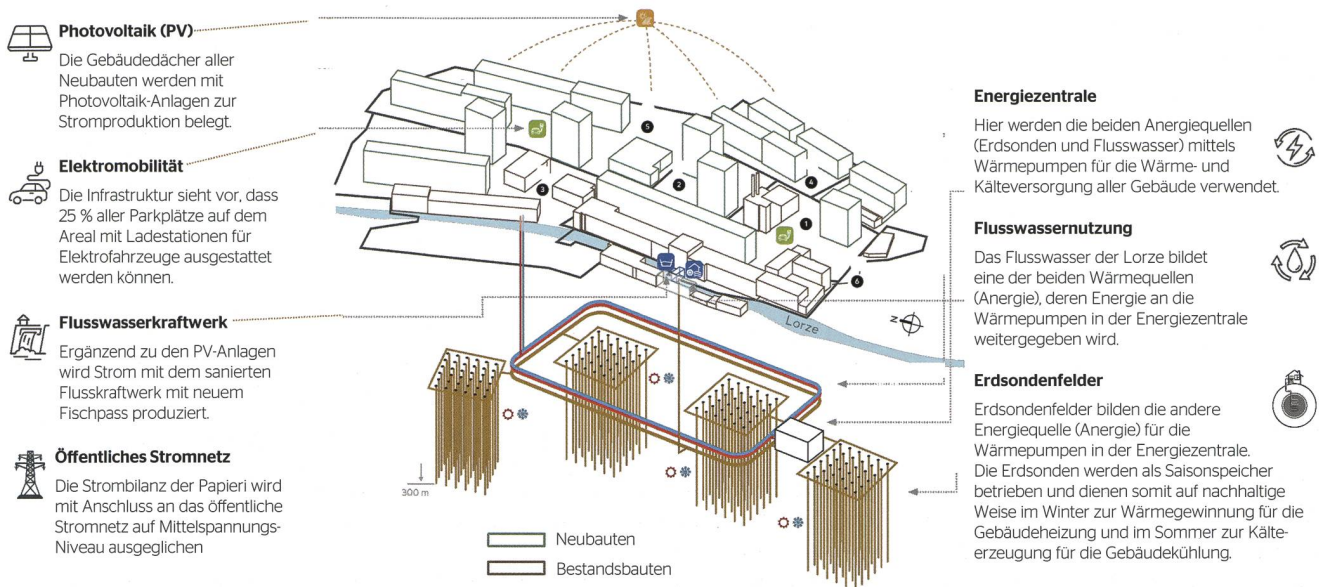 Photovoltaik (PV)
Die Gebäudedächer aller
Neubauten werden mit
Photovoltaik-Anlagen zur
Stromproduktion belegt.
Elektromobilität
Die Infrastruktur sieht vor, dass
25 % aller Parkplätze auf dem
Areal mit Ladestationen für
Elektrofahrzeuge ausgestattet
werden können.
Flusswasserkraftwerk
Ergänzend zu den PV-Anlagen
wird Strom mit dem sanierten
Flusskraftwerk mit neuem
Fischpass produziert.
Öffentliches Stromnetz
Die Strombilanz der Papieri wird
mit Anschluss an das öffentliche
Stromnetz auf Mittelspannungs-
Niveau ausgeglichen
5
4
3
2
1
6
Lorze
N
300 m
Neubauten
Bestandsbauten
Energiezentrale
Hier werden die beiden Anergiequellen
(Erdsonden und Flusswasser) mittels
Wärmepumpen für die Wärme- und
Kälteversorgung aller Gebäude verwendet.
Flusswassernutzung
Das Flusswasser der Lorze bildet
eine der beiden Wärmequellen
(Anergie), deren Energie an die
Wärmepumpen in der Energiezentrale
weitergegeben wird.
Erdsondenfelder
Erdsondenfelder bilden die andere
Energiequelle (Anergie) für die
Wärmepumpen in der Energiezentrale.
Die Erdsonden werden als Saisonspeicher
betrieben und dienen somit auf nachhaltige
Weise im Winter zur Wärmegewinnung für die
Gebäudeheizung und im Sommer zur Kälte-
erzeugung für die Gebäudekühlung.